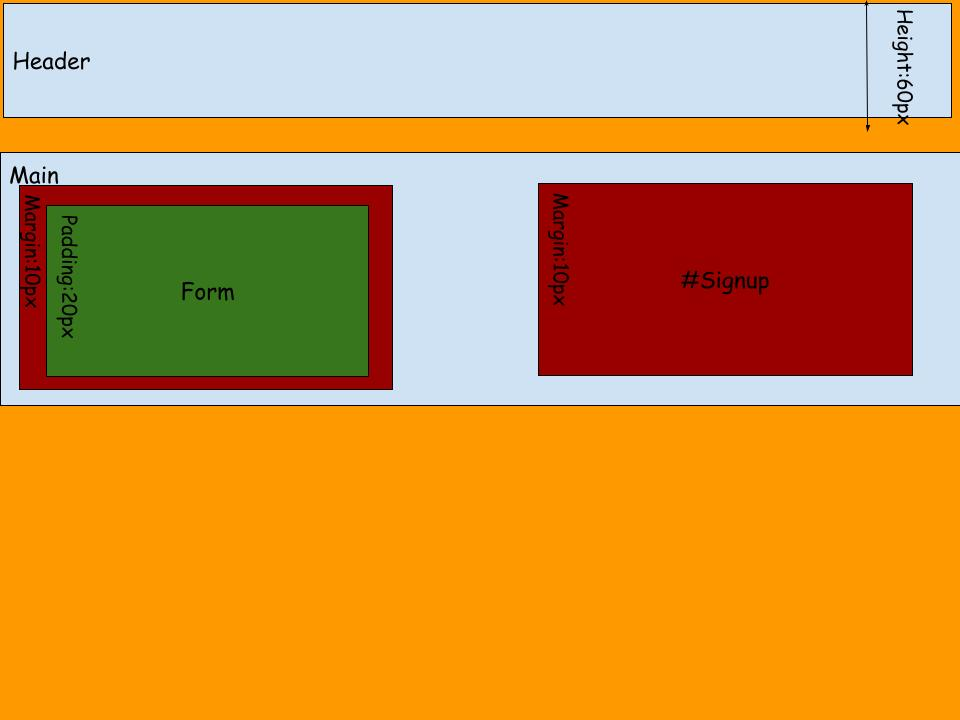 Header
Height:60px
Main
Margin:10px
Padding:20px
Form
Margin:10px
#Signup